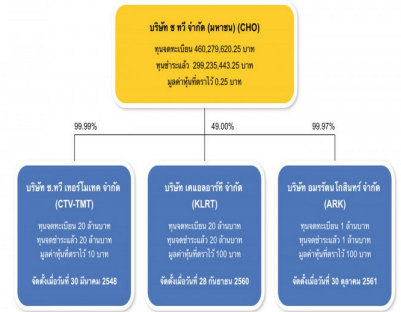 บริษัท ช ทวี จำกัด (มหาชน) (CHO)
ทุนจดทะเบียน 460,279,620.25 บาท
ทุนชำระแล้ว 299,235,443.25 บาท
มูลค่าหุ้นที่ตราไว้ 0.25 บาท
99.99%
49.00%
99.97%
บริษัท ช.ทวี เทอร์โมเทค จำกัด
(CTV-TMT)
ทุนจดทะเบียน 20 ล้านบาท
ทุนชำระแล้ว 20 ล้านบาท
มูลค่าหุ้นที่ตราไว้ 10 บาท
จัดตั้งเมื่อวันที่ 30 มีนาคม 2548
บริษัท เคแอลอาร์ที จำกัด
(KLRT)
ทุนจดทะเบียน 20 ล้านบาท
ทุนชำระแล้ว 20 ล้านบาท
มูลค่าหุ้นที่ตราไว้ 100 บาท
จัดตั้งเมื่อวันที่ 28 กันยายน 2560
บริษัท อมรรัตนโกสินทร์ จำกัด
(ARK)
ทุนจดทะเบียน 1 ล้านบาท
ทุนชำระแล้ว 1 ล้านบาท
มูลค่าหุ้นที่ตราไว้ 100 บาท
จัดตั้งเมื่อวันที่ 30 ตุลาคม 2561